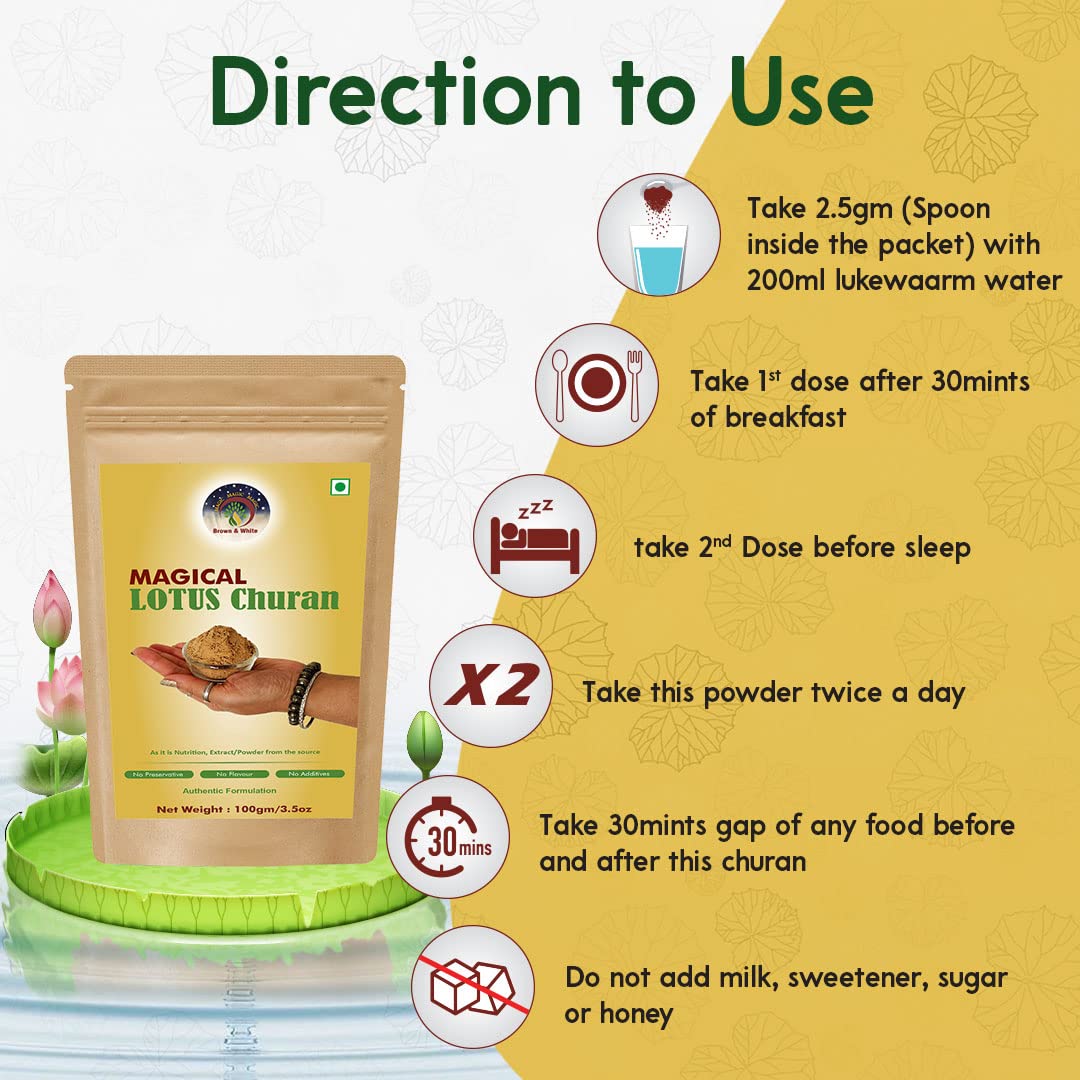 Direction to Use
Take 2.5gm (Spoon
inside the packet) with
200ml lukewaarm water
Take 1st dose after 30mints
of breakfast
zzz
take 2nd Dose before sleep
X2
Take this powder twice a day
30mins
Take 30mints gap of any food before
and after this churan
Do not add milk, sweetener, sugar
or honey
MAGIC
Brown & White
MAGICAL
LOTUS Churan
As it is Nutrition, Extract/Powder from the source
No Preservative No Flavour No Additives
Authentic Formulation
Net Weight : 100gm/3.5oz